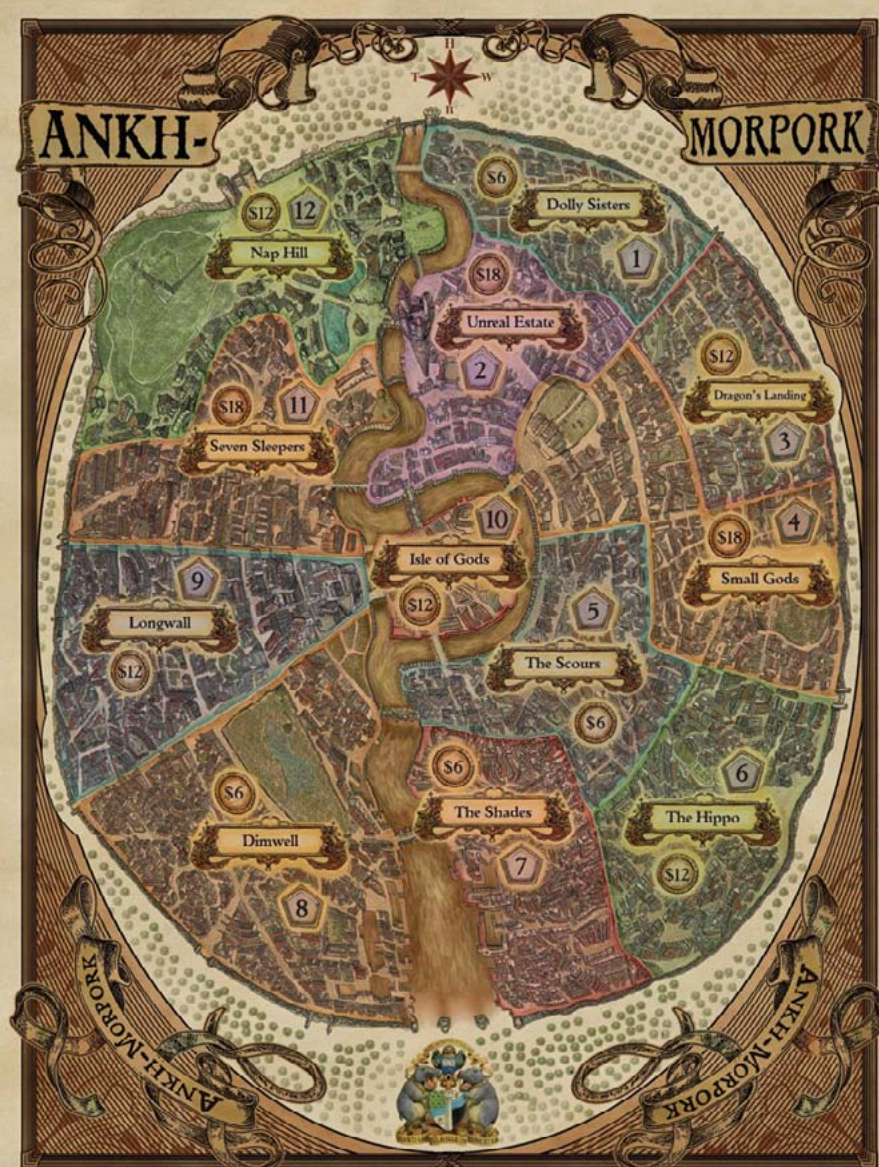 H
T W
R
ANKH-
MORPORK
$6
Dolly Sisters
1
$12 12
Nap Hill
$18
Unreal Estate
2
$12
Dragon's Landing
3
$18 11
Seven Sleepers
10
Isle of Gods
$12
4
$18
Small Gods
9
Longwall
$12
5
The Scours
$6
6
The Hippo
$12
$6
The Shades
7
$6
Dimwell
8
ANKH-MORPORK
ANKH-MORPORK